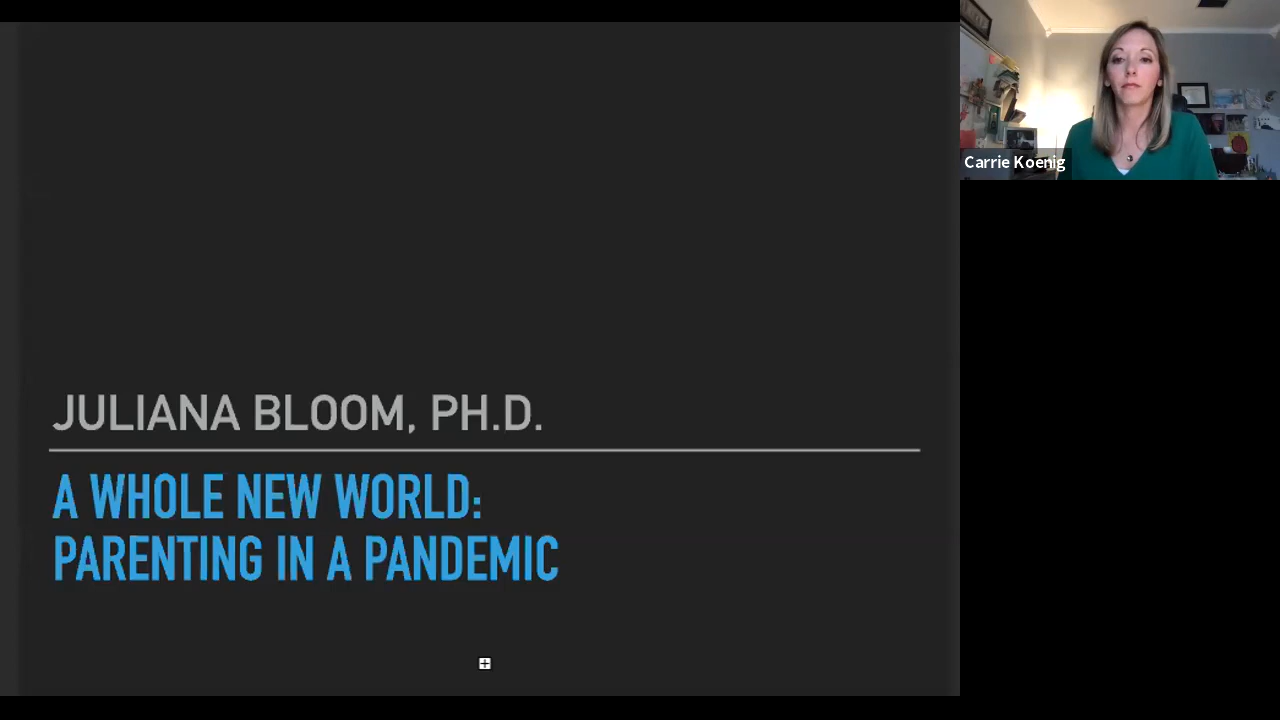 JULIANA BLOOM, PH.D.
A WHOLE NEW WORLD:
PARENTING IN A PANDEMIC
Carrie Koenig